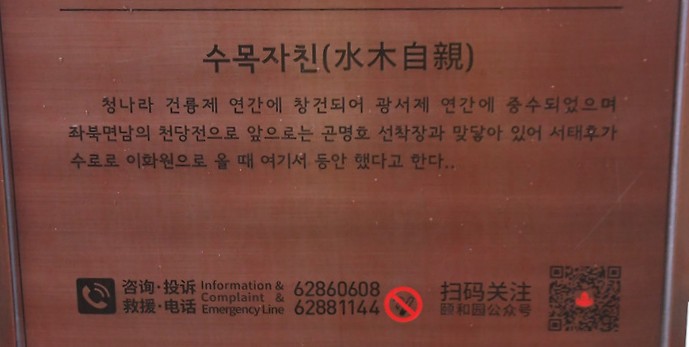 수목자친(水木自親)
청나라 건륭제 연간에 창건되어 광서제 연간에 중수되었으며
좌북면남의 천당전으로 앞으로는 곤명호 선착장과 맞닿아 있어 서태후가
수로로 이화원으로 올 때 여기서 등안 했다고 한다..
咨询·投诉 Information & 62860608
Complaint &
救援·电话 Emergency Line 62881144
扫码关注
颐和园公众号